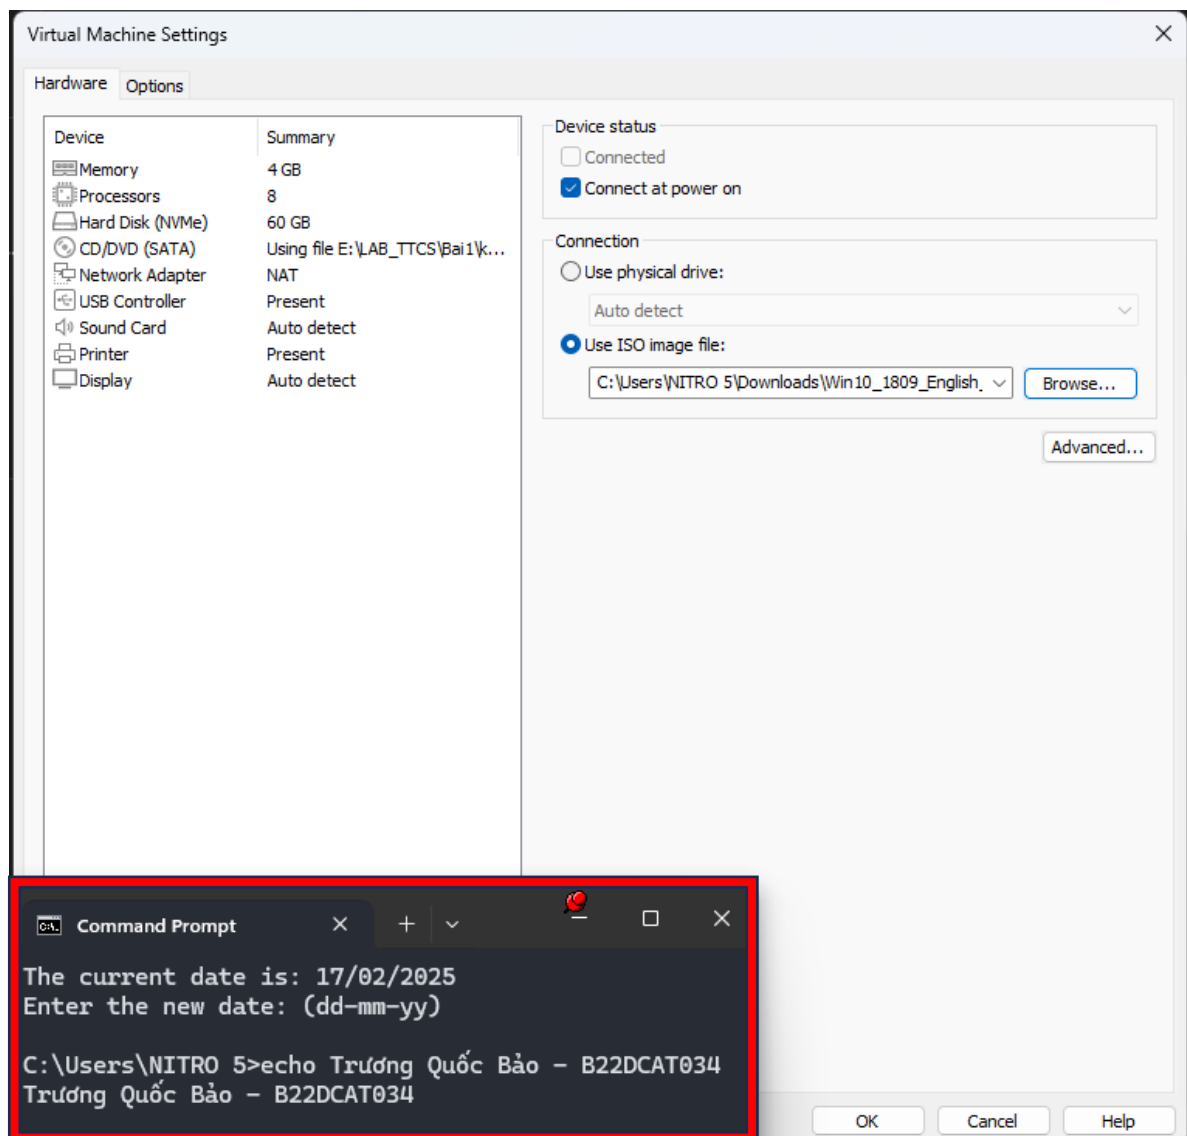 Virtual Machine Settings
Hardware Options
Device Summary
Memory 4 GB
Processors 8
Hard Disk (NVMe) 60 GB
CD/DVD (SATA) Using file E:\LAB_TTCS\Bai1\k...
Network Adapter NAT
USB Controller Present
Sound Card Auto detect
Printer Present
Display Auto detect
Device status
Connected
Connect at power on
Connection
Use physical drive:
Auto detect
Use ISO image file:
C:\Users\NITRO 5\Downloads\Win10_1809_English_ Browse...
Advanced...
Command Prompt
The current date is: 17/02/2025
Enter the new date: (dd-mm-yy)
C:\Users\NITRO 5>echo Trương Quốc Bảo - B22DCAT034
Trương Quốc Bảo - B22DCAT034
OK Cancel Help